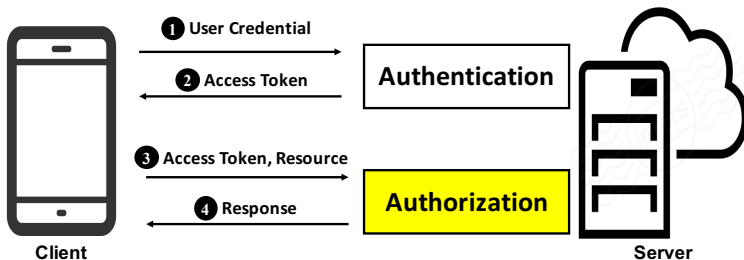 1 User Credential
Authentication
2 Access Token
3 Access Token, Resource
Authorization
4 Response
Client
Server